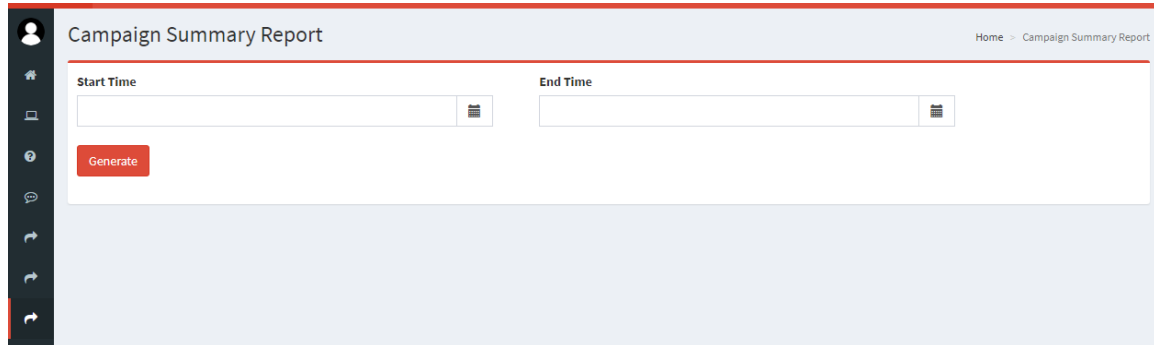 Campaign Summary Report
Home > Campaign Summary Report
Start Time
End Time
Generate